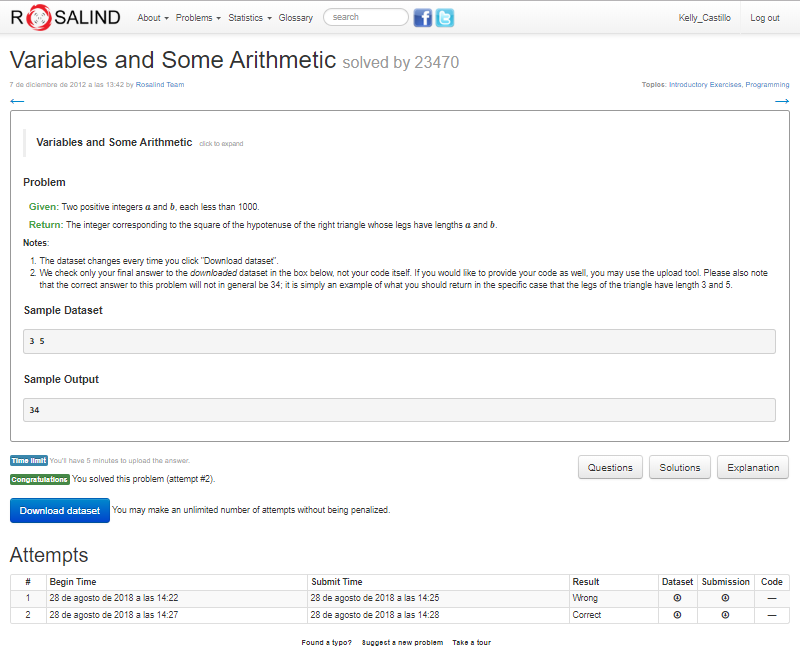 ROSALIND About Problems Statistics Glossary search Kelly_Castillo Log out
Variables and Some Arithmetic solved by 23470
7 de diciembre de 2012 a las 13:42 by Rosalind Team Topics: Introductory Exercises, Programming
← →
Variables and Some Arithmetic click to expand
Problem
Given: Two positive integers a and b, each less than 1000.
Return: The integer corresponding to the square of the hypotenuse of the right triangle whose legs have lengths a and b.
Notes:
1. The dataset changes every time you click "Download dataset".
2. We check only your final answer to the downloaded dataset in the box below, not your code itself. If you would like to provide your code as well, you may use the upload tool. Please also note
that the correct answer to this problem will not in general be 34; it is simply an example of what you should return in the specific case that the legs of the triangle have length 3 and 5.
Sample Dataset
3 5
Sample Output
34
Time limit You'll have 5 minutes to upload the answer.
Congratulations You solved this problem (attempt #2).
Questions Solutions Explanation
Download dataset You may make an unlimited number of attempts without being penalized.
Attempts
# Begin Time Submit Time Result Dataset Submission Code
1 28 de agosto de 2018 a las 14:22 28 de agosto de 2018 a las 14:25 Wrong —
2 28 de agosto de 2018 a las 14:27 28 de agosto de 2018 a las 14:28 Correct —
Found a typo? Suggest a new problem Take a tour